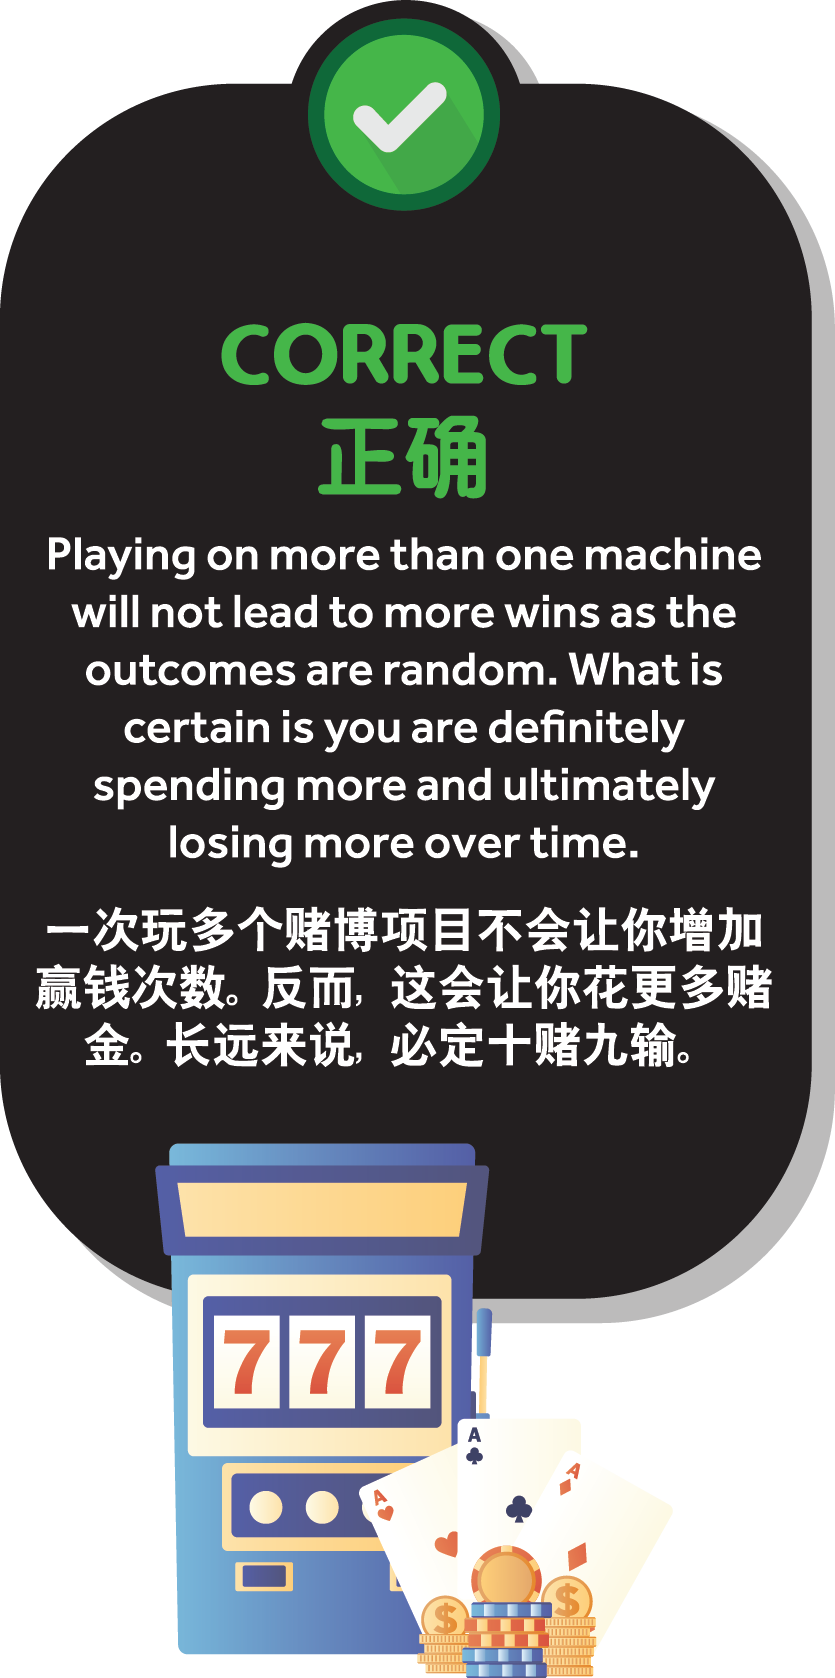 CORRECT
正确
Playing on more than one machine
will not lead to more wins as the
outcomes are random. What is
certain is you are definitely
spending more and ultimately
losing more over time.
一次玩多个赌博项目不会让你增加
赢钱次数。反而，这会让你花更多赌
金。长远来说，必定十赌九输。
777
A
A
A
$
$